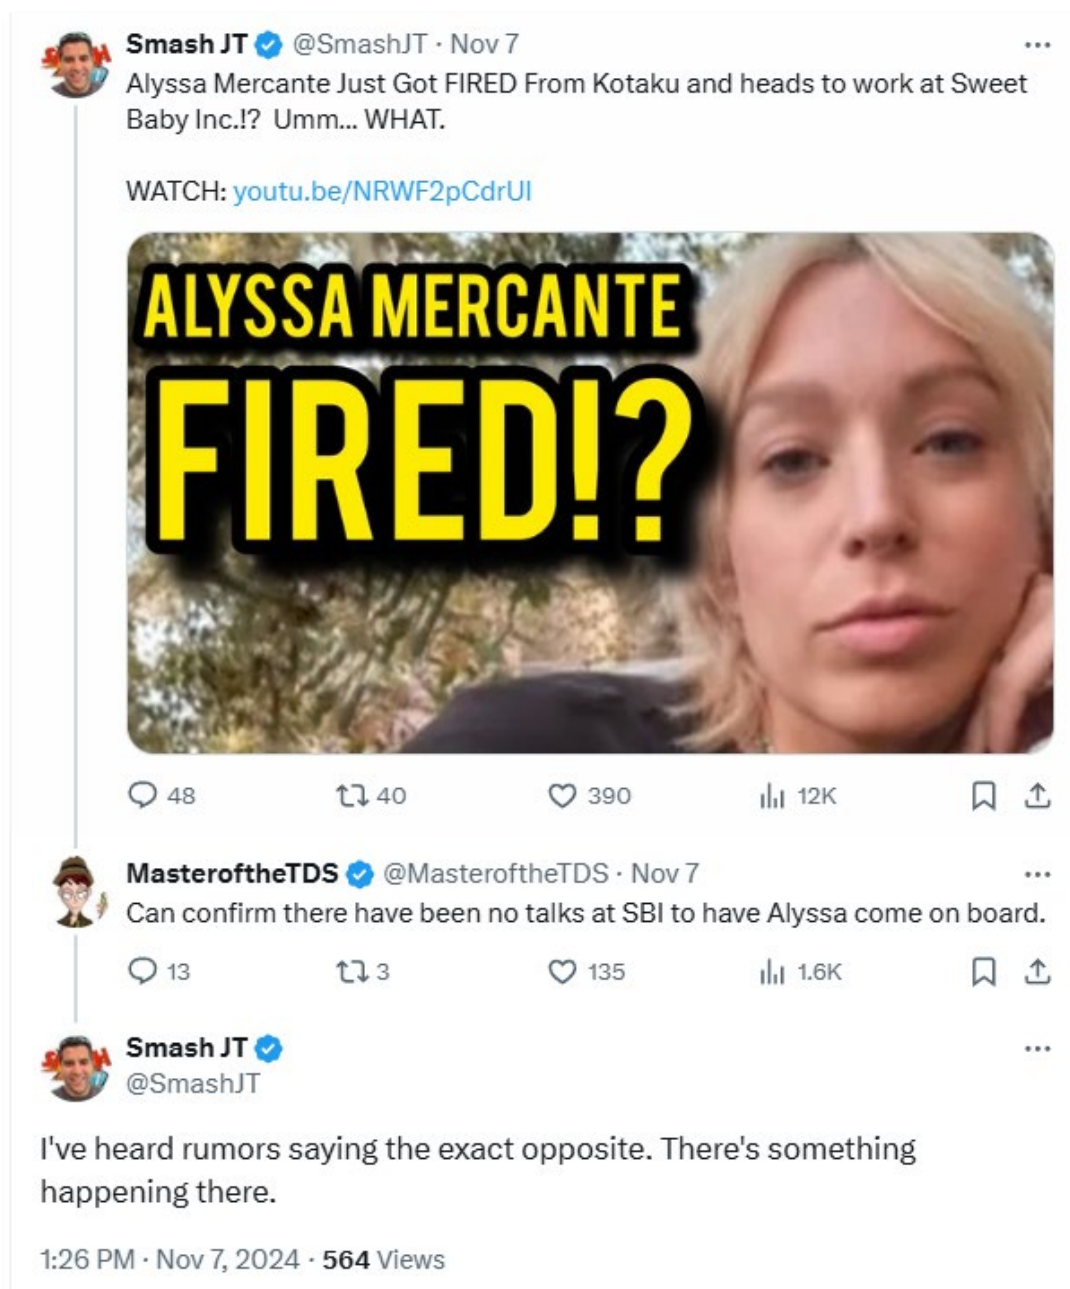 Smash JT @SmashJT · Nov 7
Alyssa Mercante Just Got FIRED From Kotaku and heads to work at Sweet
Baby Inc.!? Umm... WHAT.
WATCH: youtu.be/NRWF2pCdrUI
ALYSSA MERCANTE
FIRED!?
48 40 390 12K
MasteroftheTDS @MasteroftheTDS · Nov 7
Can confirm there have been no talks at SBI to have Alyssa come on board.
13 3 135 1.6K
Smash JT
@SmashJT
I've heard rumors saying the exact opposite. There's something
happening there.
1:26 PM · Nov 7, 2024 · 564 Views